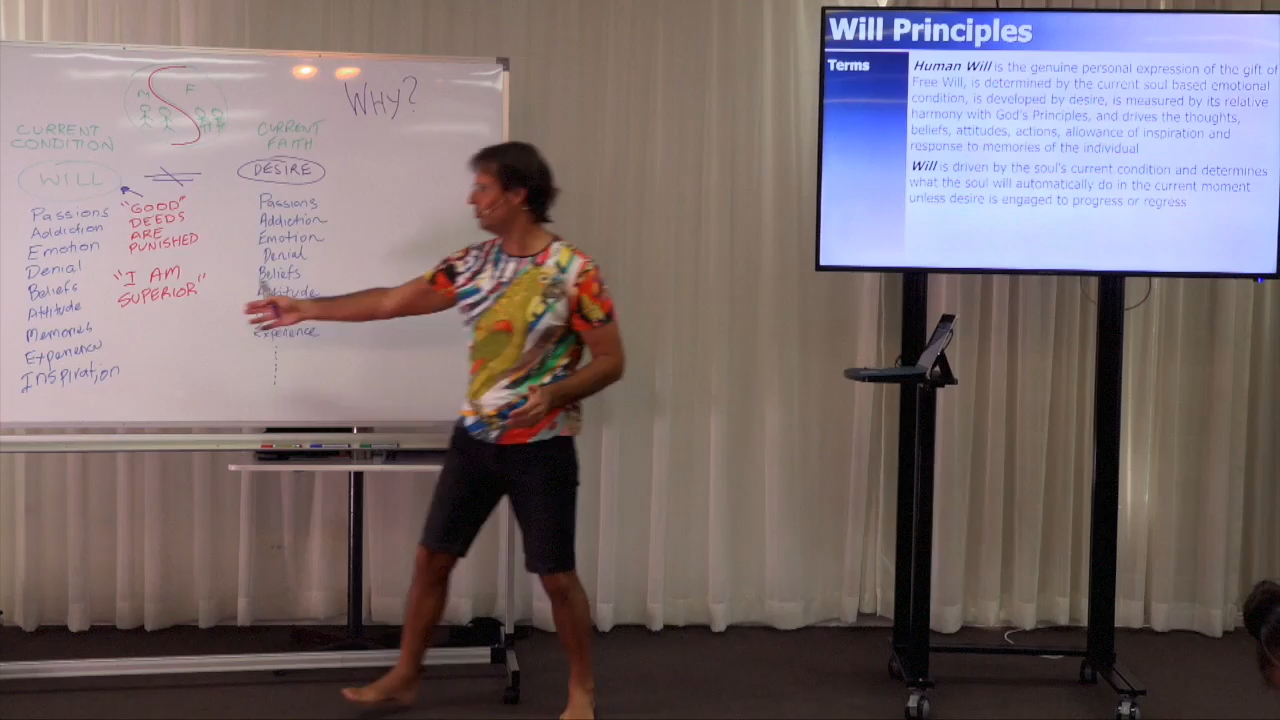 M F
CURRENT
CONDITION
WILL
Passions
Addiction
Emotion
Denial
Beliefs
Attitude
Memories
Experience
Inspiration
"GOOD"
DEEDS
ARE
PUNISHED
"I AM
SUPERIOR"
CURRENT
FAITH
DESIRE
Passions
Addiction
Emotion
Denial
Beliefs
Attitude
Experience
WHY?
Will Principles
Terms
Human Will is the genuine personal expression of the gift of
Free Will, is determined by the current soul based emotional
condition, is developed by desire, is measured by its relative
harmony with God's Principles, and drives the thoughts,
beliefs, attitudes, actions, allowance of inspiration and
response to memories of the individual
Will is driven by the soul's current condition and determines
what the soul will automatically do in the current moment
unless desire is engaged to progress or regress